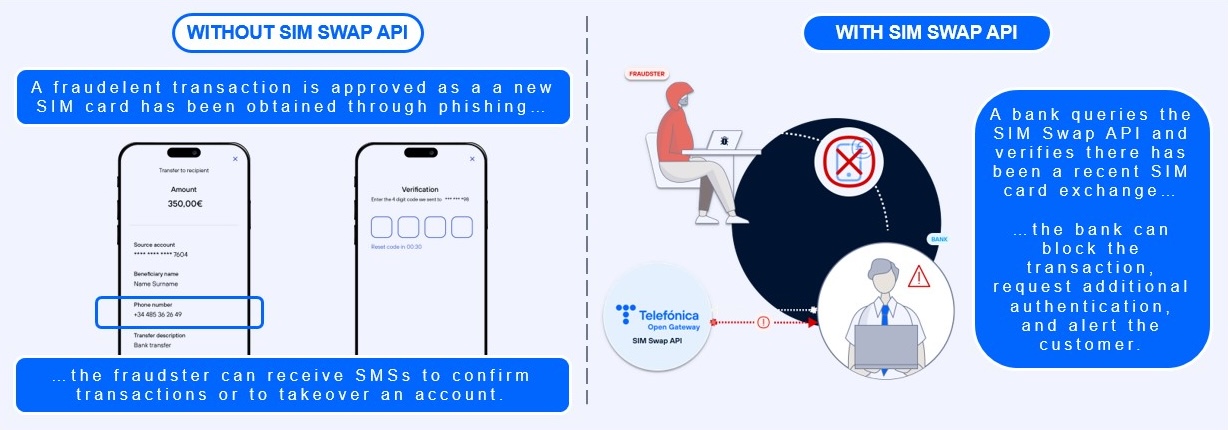 WITHOUT SIM SWAP API
A fraudelent transaction is approved as a a new
SIM card has been obtained through phishing…
Transfer to recipient
Amount
350,00€
Source account
**** **** **** 7604
Beneficiary name
Name Surname
Phone number
+34 485 36 26 49
Transfer description
Bank transfer
Verification
Enter the 4 digit code we sent to *** *** *98
Reset code in 00:30
…the fraudster can receive SMSs to confirm
transactions or to takeover an account.
WITH SIM SWAP API
FRAUDSTER
BANK
Telefónica
Open Gateway
SIM Swap API
A bank queries the
SIM Swap API and
verifies there has
been a recent SIM
card exchange…
…the bank can
block the
transaction,
request additional
authentication,
and alert the
customer.